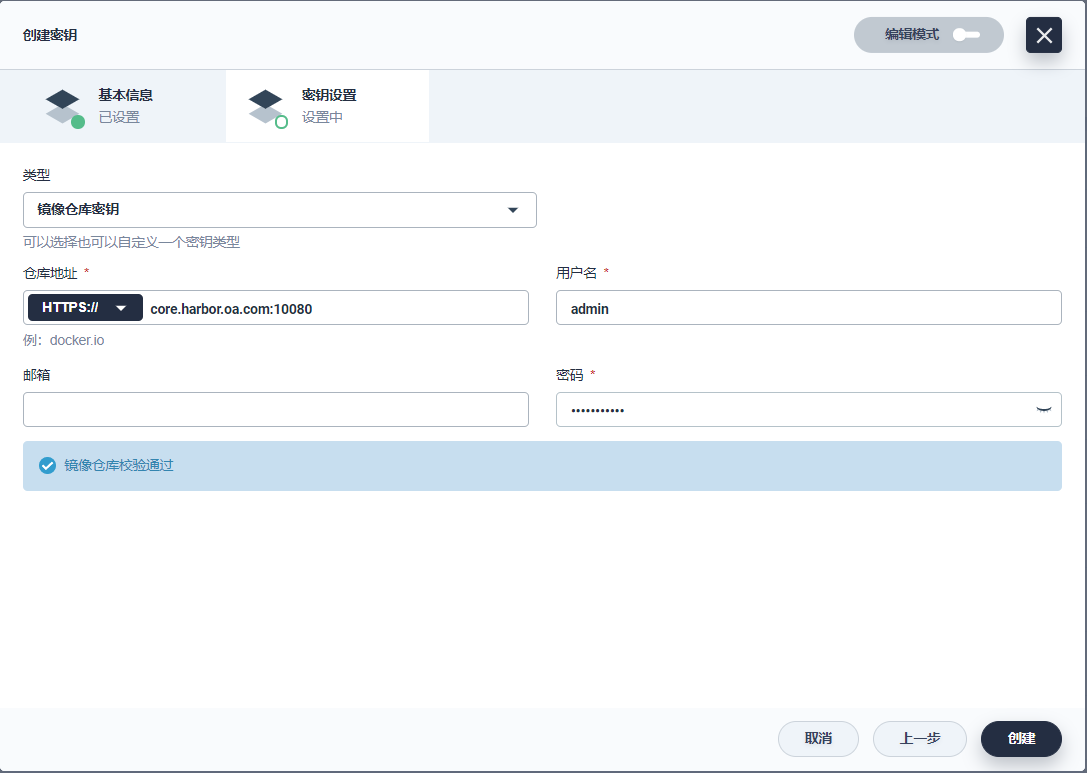 创建密钥
编辑模式
基本信息
已设置
密钥设置
设置中
类型
镜像仓库密钥
可以选择也可以自定义一个密钥类型
仓库地址 *
用户名 *
HTTPS:// core.harbor.oa.com:10080
admin
例：docker.io
邮箱
密码 *
•••••••••••
镜像仓库校验通过
取消
上一步
创建